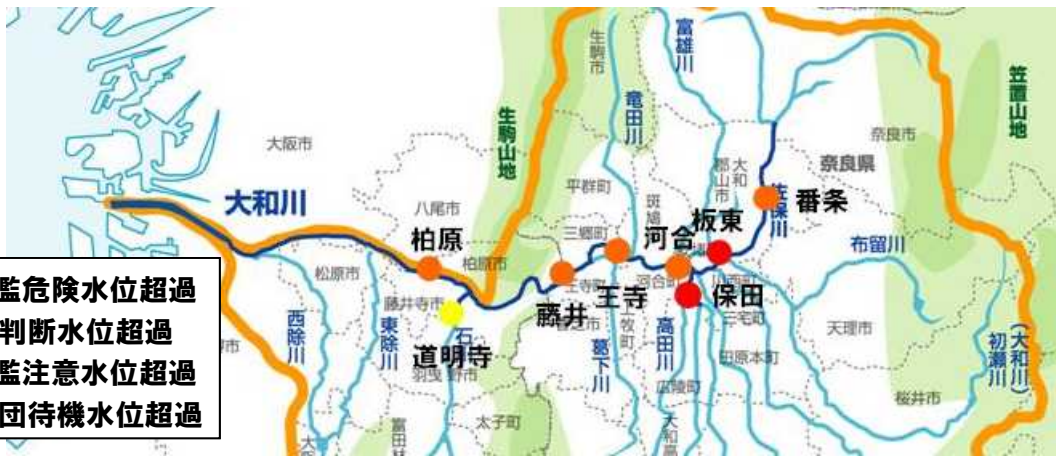 生駒市
富雄川
竜田川
笠置山地
生駒山地
大阪市
奈良市
奈良県
大和
郡山市
佐保川
平群町
斑鳩
大和川
八尾市
番条
板東
柏原
三郷町
河合
布留川
柏原市
松原市
王寺町
河合町
川西町
監危険水位超過
藤井寺市
藤井
王寺
保田
三宅町
判断水位超過
西除川
東除川
石
上牧町
高田川
天理市
(大和川)
初瀬川
道明寺
葛下川
田原本町
監注意水位超過
羽曳野市
広陵町
桜井市
団待機水位超過
富田林
太子町
大和高